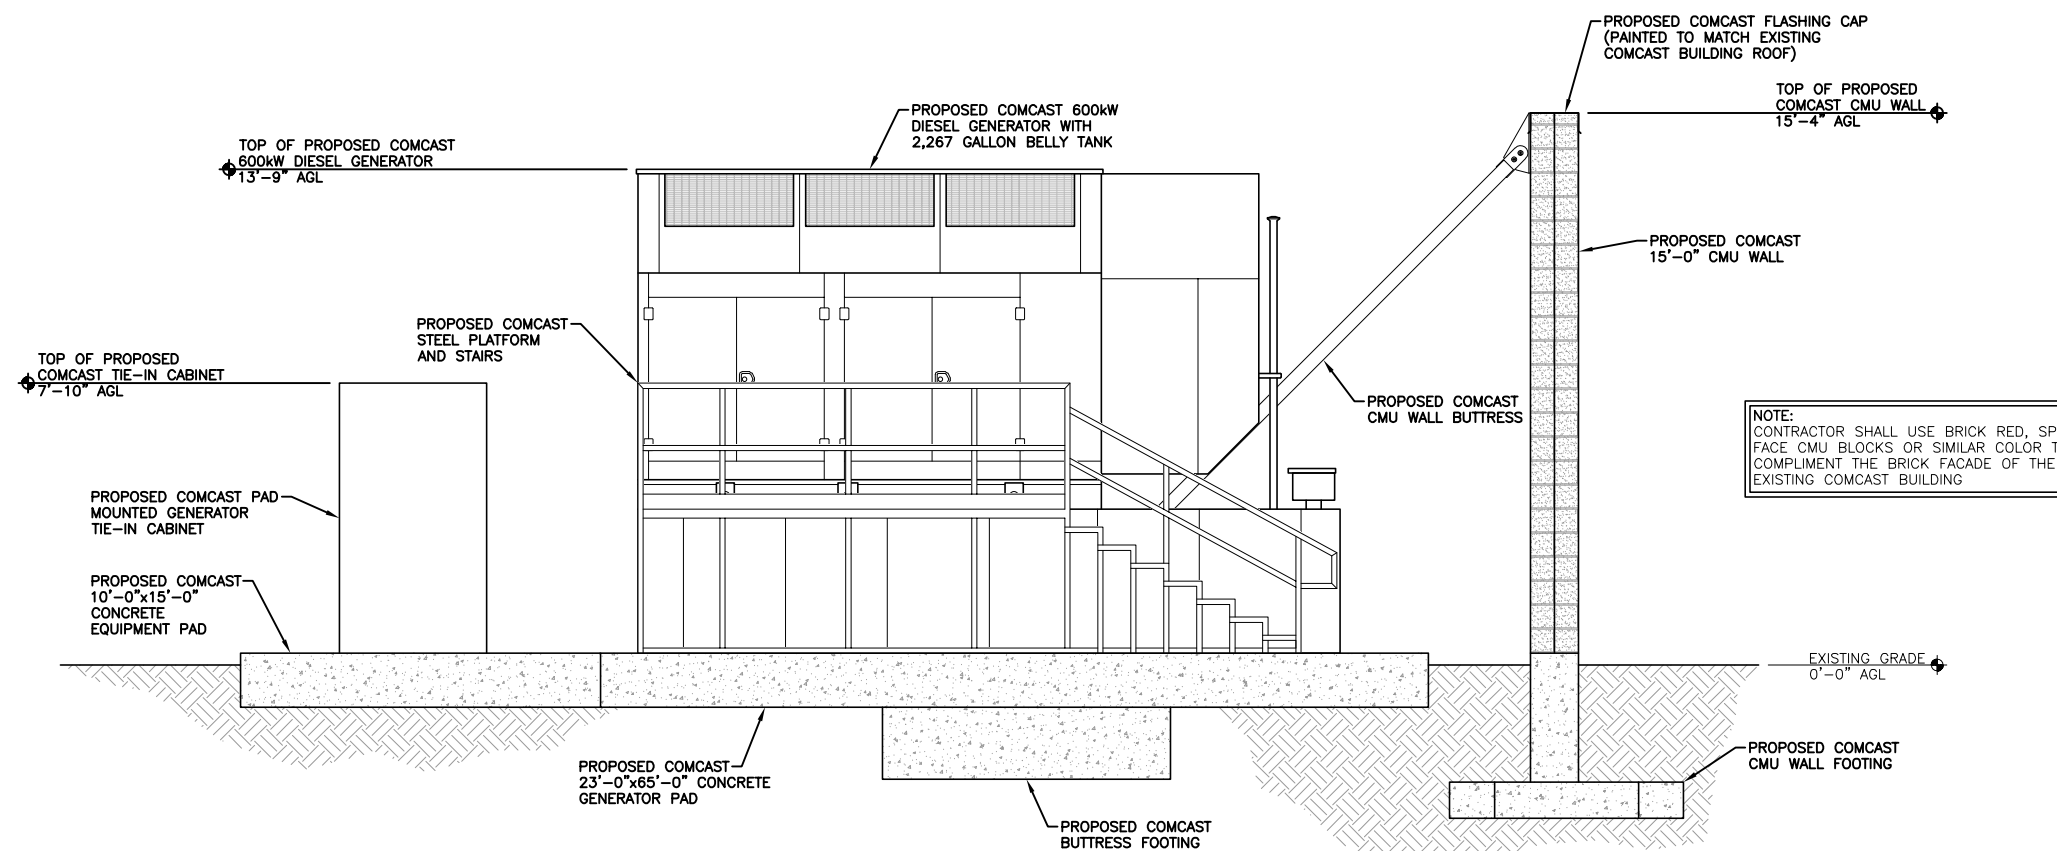 PROPOSED COMCAST FLASHING CAP
(PAINTED TO MATCH EXISTING
COMCAST BUILDING ROOF)
TOP OF PROPOSED
COMCAST CMU WALL
15'-4" AGL
PROPOSED COMCAST 600kW
DIESEL GENERATOR WITH
2,267 GALLON BELLY TANK
TOP OF PROPOSED COMCAST
600kW DIESEL GENERATOR
13'-9" AGL
PROPOSED COMCAST
15'-0" CMU WALL
PROPOSED COMCAST
STEEL PLATFORM
AND STAIRS
TOP OF PROPOSED
COMCAST TIE-IN CABINET
7'-10" AGL
PROPOSED COMCAST
CMU WALL BUTTRESS
NOTE:
CONTRACTOR SHALL USE BRICK RED, SP
FACE CMU BLOCKS OR SIMILAR COLOR T
COMPLIMENT THE BRICK FACADE OF THE
EXISTING COMCAST BUILDING
PROPOSED COMCAST PAD
MOUNTED GENERATOR
TIE-IN CABINET
PROPOSED COMCAST
10'-0"x15'-0"
CONCRETE
EQUIPMENT PAD
EXISTING GRADE
0'-0" AGL
PROPOSED COMCAST
23'-0"x65'-0" CONCRETE
GENERATOR PAD
PROPOSED COMCAST
CMU WALL FOOTING
PROPOSED COMCAST
BUTTRESS FOOTING